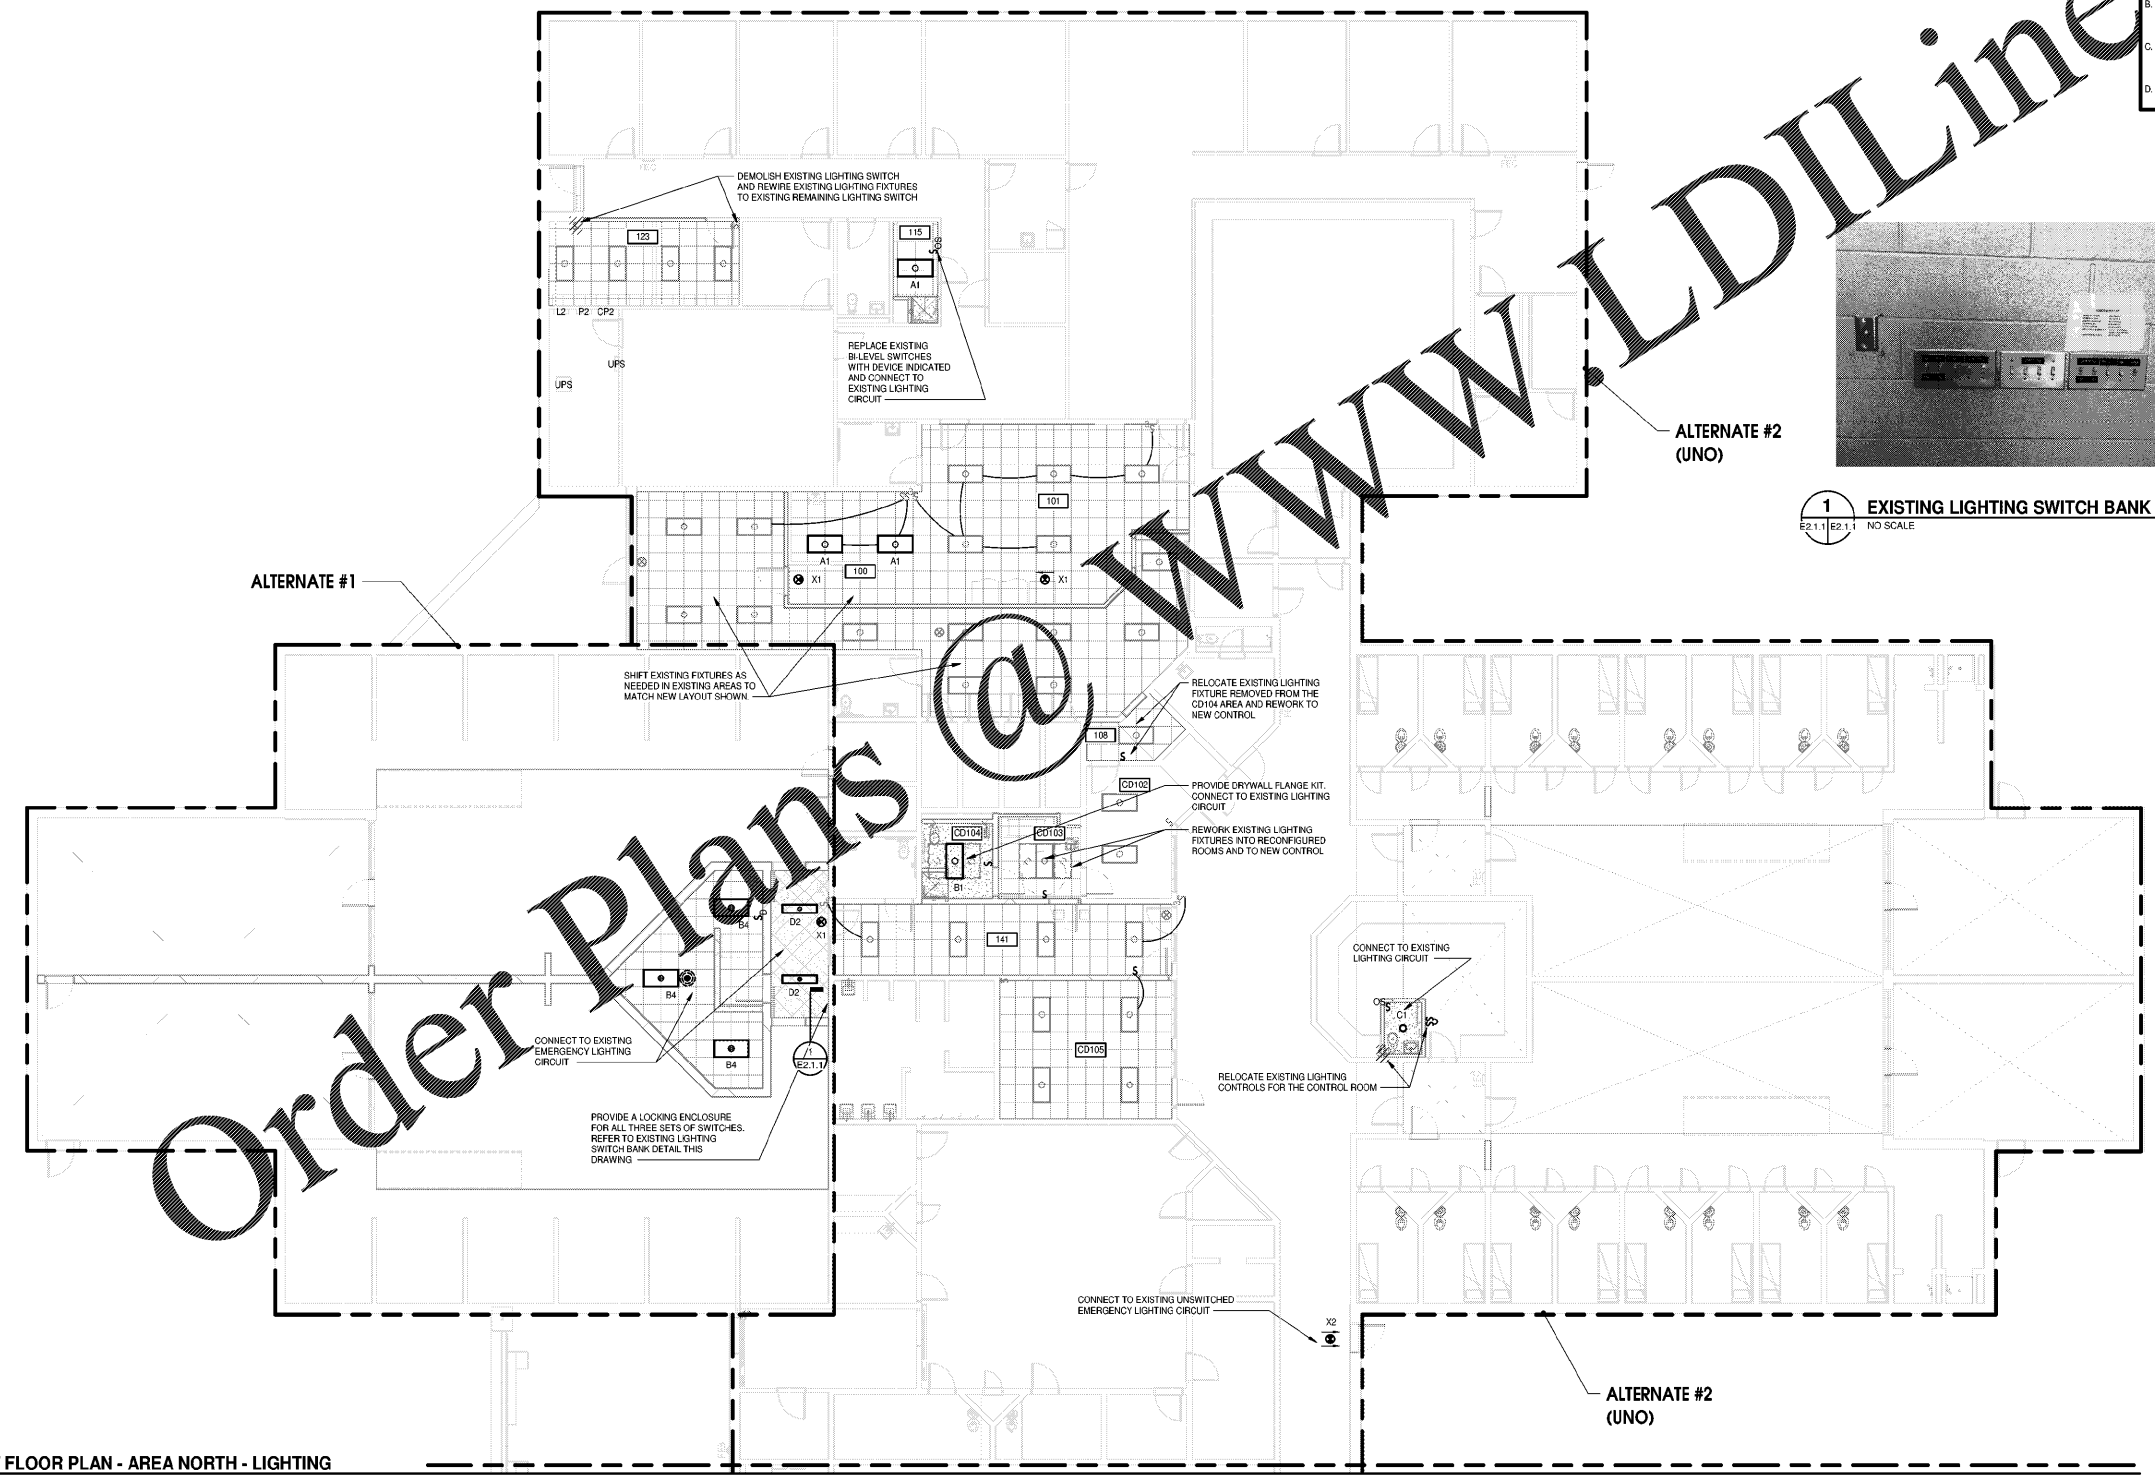 B.
C.
D.
Order Plans @ www.LDILine
DEMOLISH EXISTING LIGHTING SWITCH
AND REWIRE EXISTING LIGHTING FIXTURES
TO EXISTING REMAINING LIGHTING SWITCH
FEC
FEC
123
115
S OS
A1
L2 P2 CP2
UPS
UPS
REPLACE EXISTING
BI-LEVEL SWITCHES
WITH DEVICE INDICATED
AND CONNECT TO
EXISTING LIGHTING
CIRCUIT
ALTERNATE #2
(UNO)
1
E2.1.1 E2.1.1
EXISTING LIGHTING SWITCH BANK
NO SCALE
101
A1
A1
100
X1
X1
ALTERNATE #1
SHIFT EXISTING FIXTURES AS
NEEDED IN EXISTING AREAS TO
MATCH NEW LAYOUT SHOWN.
RELOCATE EXISTING LIGHTING
FIXTURE REMOVED FROM THE
CD104 AREA AND REWORK TO
NEW CONTROL
108
S
CD102
PROVIDE DRYWALL FLANGE KIT.
CONNECT TO EXISTING LIGHTING
CIRCUIT
CD104
CD103
REWORK EXISTING LIGHTING
FIXTURES INTO RECONFIGURED
ROOMS AND TO NEW CONTROL
S
B1
S
B4
D2
X1
141
B4
D2
S
CONNECT TO EXISTING
LIGHTING CIRCUIT
OS
S
C1
CONNECT TO EXISTING
EMERGENCY LIGHTING
CIRCUIT
B4
1
E2.1.1
CD105
RELOCATE EXISTING LIGHTING
CONTROLS FOR THE CONTROL ROOM
PROVIDE A LOCKING ENCLOSURE
FOR ALL THREE SETS OF SWITCHES.
REFER TO EXISTING LIGHTING
SWITCH BANK DETAIL THIS
DRAWING
CONNECT TO EXISTING UNSWITCHED
EMERGENCY LIGHTING CIRCUIT
X2
ALTERNATE #2
(UNO)
FLOOR PLAN - AREA NORTH - LIGHTING